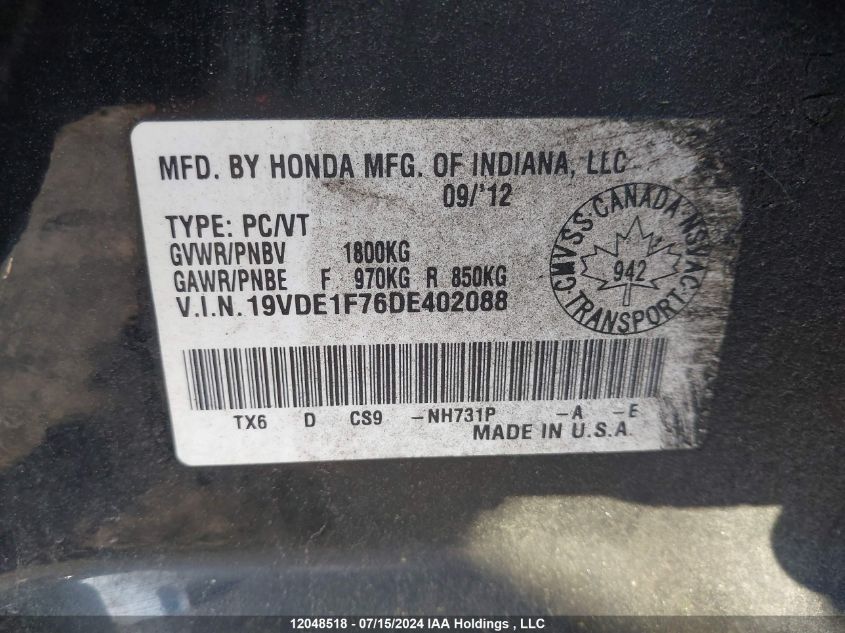 MFD. BY HONDA MFG. OF INDIANA, LLC
09/'12
TYPE: PC/VT
GVWR/PNBV 1800KG
GAWR/PNBE F 970KG R 850KG
V.I.N. 19VDE1F76DE402088
CMVSS CANADA NSVAC
942
TRANSPORT
TX6 D CS9 -NH731P -A -E
MADE IN U.S.A.
12048518 - 07/15/2024 IAA Holdings , LLC